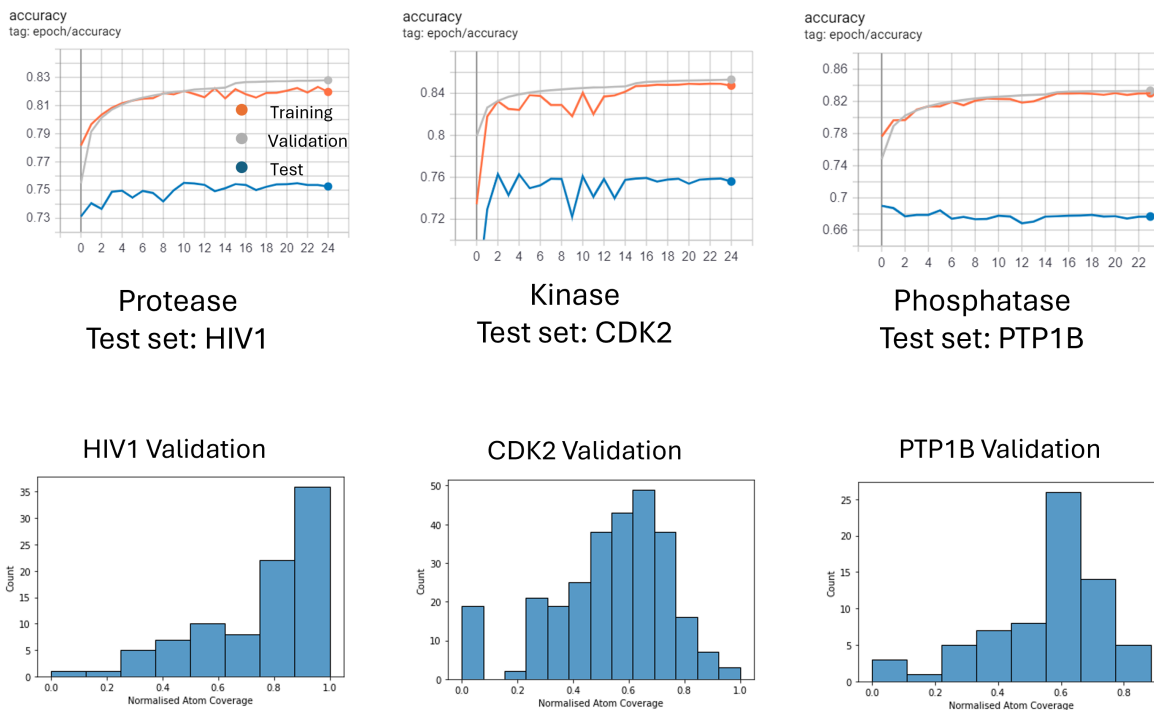 accuracy
tag: epoch/accuracy
0.83
0.81
0.79
0.77
0.75
0.73
Training
Validation
Test
0 2 4 6 8 10 12 14 16 18 20 22 24
accuracy
tag: epoch/accuracy
0.84
0.8
0.76
0.72
0 2 4 6 8 10 12 14 16 18 20 22 24
accuracy
tag: epoch/accuracy
0.86
0.82
0.78
0.74
0.7
0.66
0 2 4 6 8 10 12 14 16 18 20 22
Protease
Test set: HIV1
Kinase
Test set: CDK2
Phosphatase
Test set: PTP1B
HIV1 Validation
35
30
25
20
15
10
5
0
Count
0.0 0.2 0.4 0.6 0.8 1.0
Normalised Atom Coverage
CDK2 Validation
50
40
30
20
10
0
Count
0.0 0.2 0.4 0.6 0.8 1.0
Normalised Atom Coverage
PTP1B Validation
25
20
15
10
5
0
Count
0.0 0.2 0.4 0.6 0.8
Normalised Atom Coverage